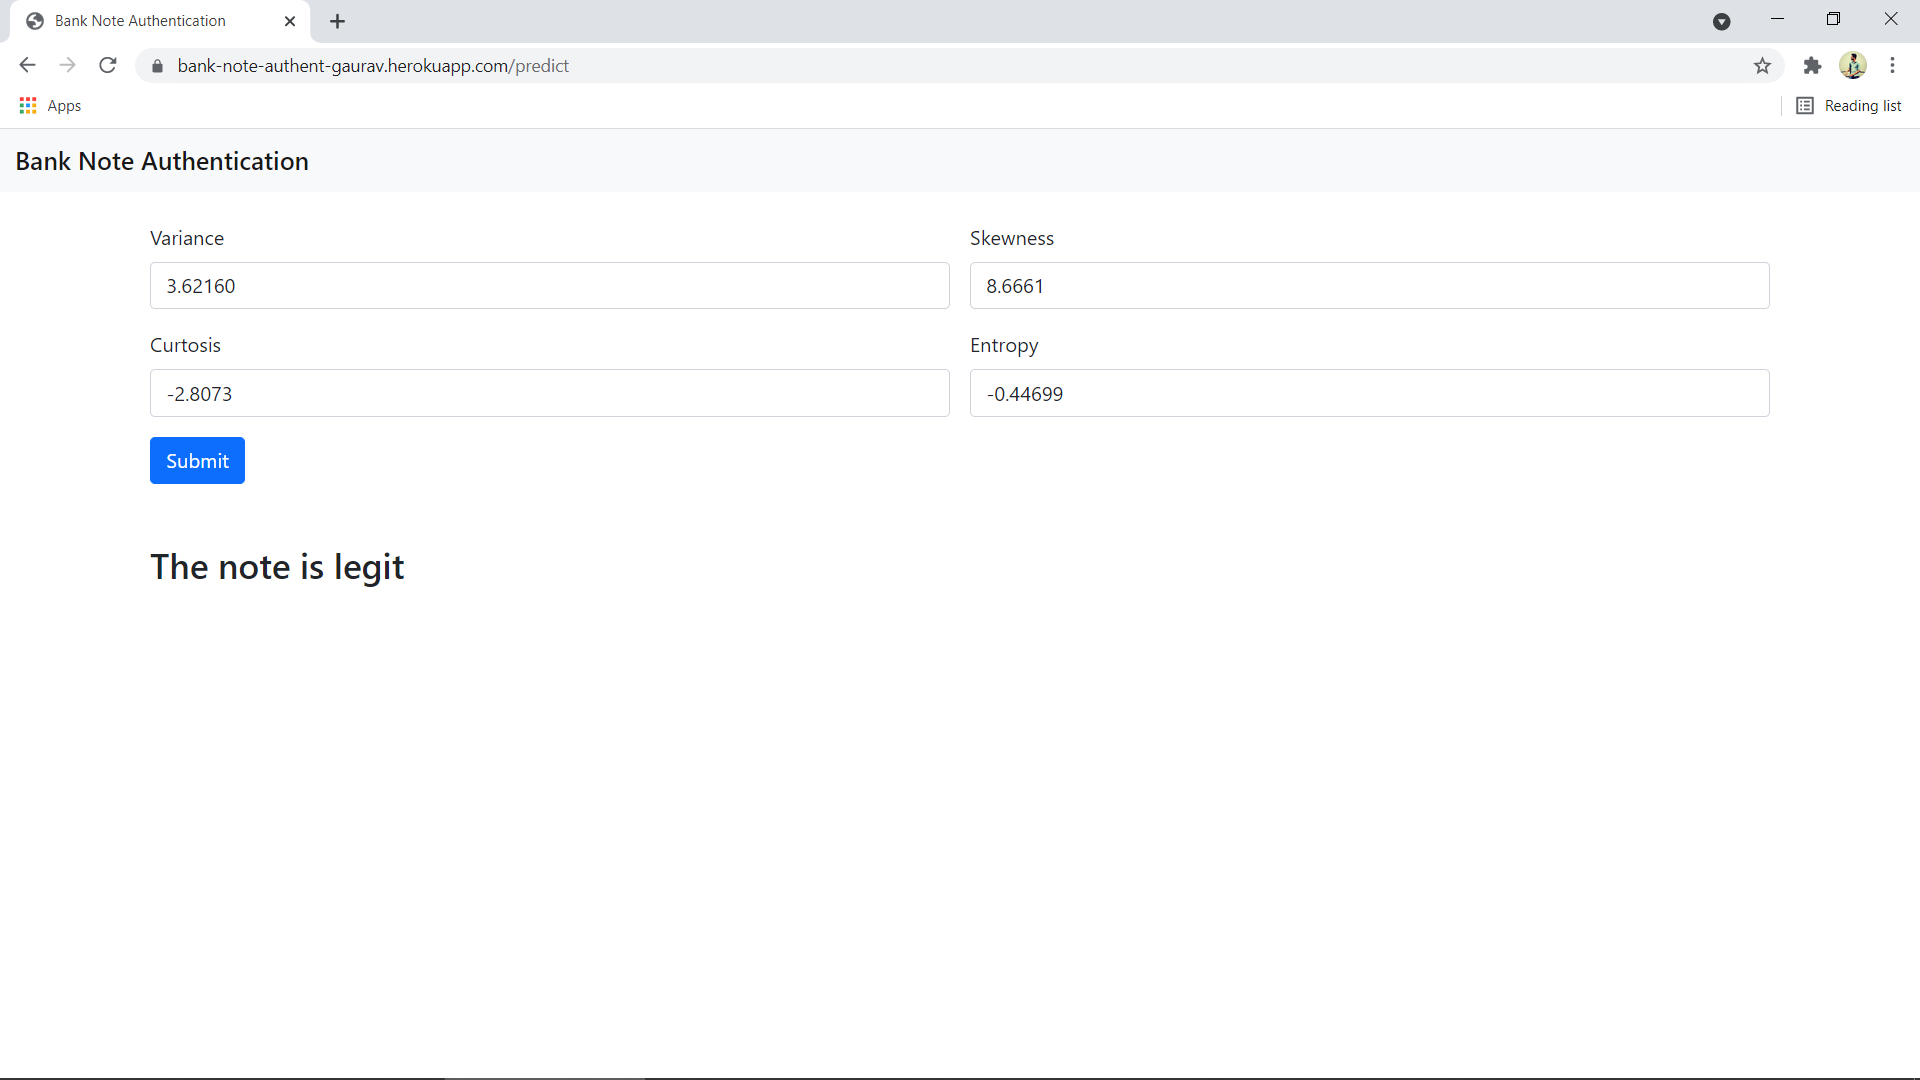 Bank Note Authentication
bank-note-authent-gaurav.herokuapp.com/predict
Apps
Reading list
Bank Note Authentication
Variance
Skewness
3.62160
8.6661
Curtosis
Entropy
-2.8073
-0.44699
Submit
The note is legit